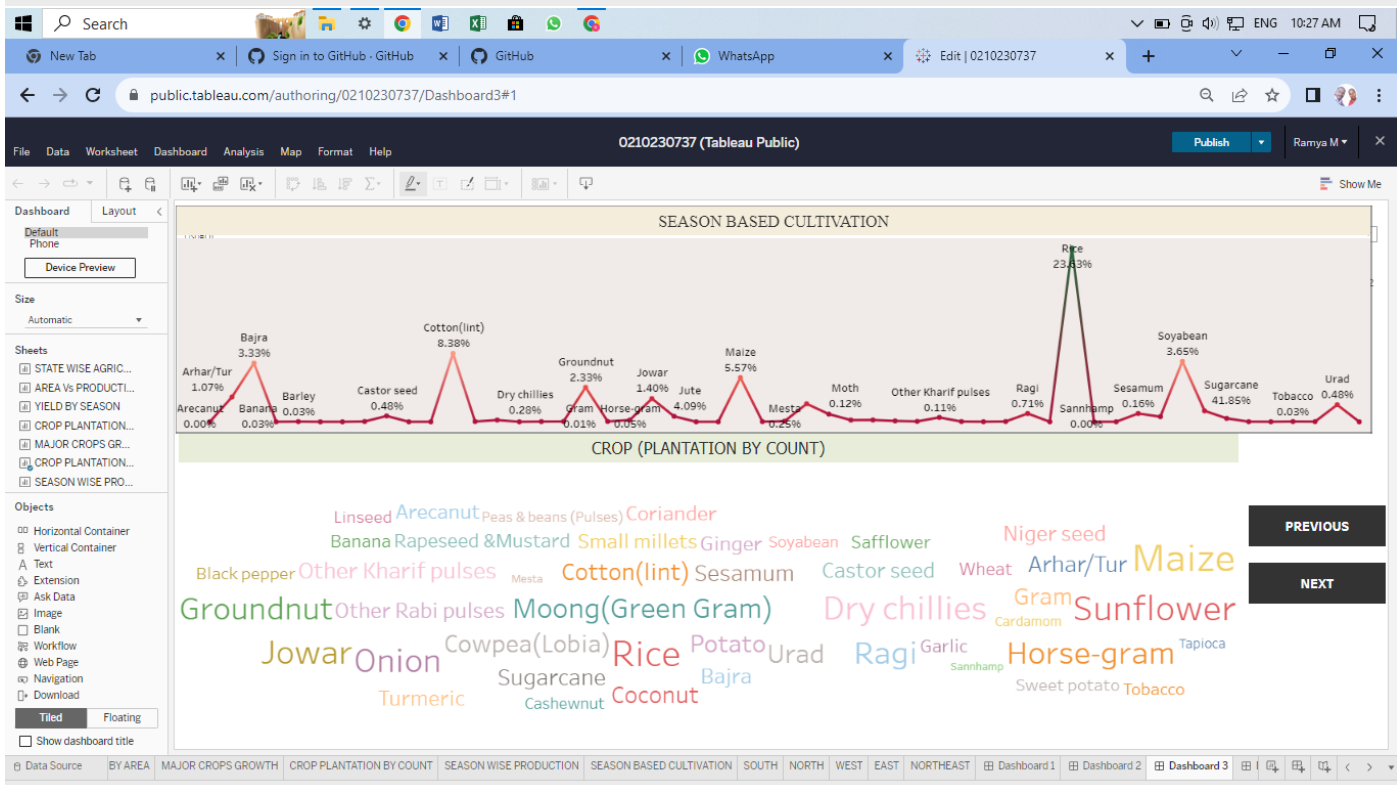 Search
ENG 10:27 AM
New Tab
Sign in to GitHub · GitHub
GitHub
WhatsApp
Edit | 0210230737
public.tableau.com/authoring/0210230737/Dashboard3#1
0210230737 (Tableau Public)
Publish
Ramya M
File Data Worksheet Dashboard Analysis Map Format Help
Show Me
Dashboard Layout
Default
Phone
Device Preview
Size
Automatic
Sheets
STATE WISE AGRIC...
AREA Vs PRODUCTI...
YIELD BY SEASON
CROP PLANTATION...
MAJOR CROPS GR...
CROP PLANTATION...
SEASON WISE PRO...
Objects
Horizontal Container
Vertical Container
A Text
Extension
Ask Data
Image
Blank
Workflow
Web Page
Navigation
Download
Tiled Floating
Show dashboard title
SEASON BASED CULTIVATION
Rice
23.63%
Cotton(lint)
8.38%
Bajra
3.33%
Soyabean
3.65%
Maize
5.57%
Groundnut
2.33%
Arhar/Tur
1.07%
Jowar
1.40%
Urad
0.48%
Barley
0.03%
Castor seed
0.48%
Dry chillies
0.28%
Jute
4.09%
Moth
0.12%
Other Kharif pulses
0.11%
Ragi
0.71%
Sesamum
0.16%
Sugarcane
41.85%
Tobacco
0.03%
Arecanut
0.00%
Banana
0.03%
Gram
0.01%
Horse-gram
0.05%
Mesta
0.25%
Sannhamp
0.00%
CROP (PLANTATION BY COUNT)
Linseed Arecanut Peas & beans (Pulses) Coriander
Niger seed
Banana Rapeseed &Mustard Small millets Ginger Soyabean Safflower
Black pepper Other Kharif pulses Mesta Cotton(lint) Sesamum Castor seed Wheat Arhar/Tur Maize
Groundnut Other Rabi pulses Moong(Green Gram) Dry chillies Gram Cardamom Sunflower
Jowar Onion Cowpea(Lobia) Rice Potato Urad Ragi Garlic Sannhamp Horse-gram Tapioca
Sugarcane Bajra Sweet potato Tobacco
Turmeric Cashewnut Coconut
PREVIOUS
NEXT
Data Source BY AREA MAJOR CROPS GROWTH CROP PLANTATION BY COUNT SEASON WISE PRODUCTION SEASON BASED CULTIVATION SOUTH NORTH WEST EAST NORTHEAST Dashboard 1 Dashboard 2 Dashboard 3